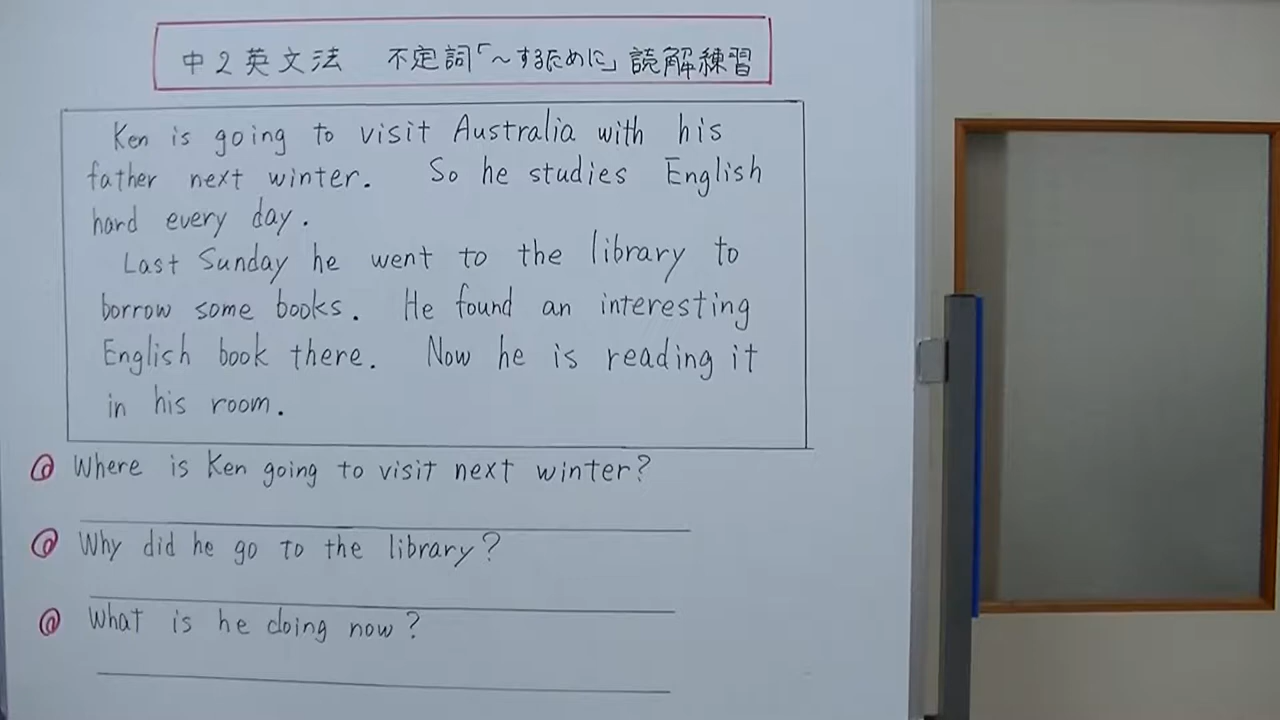 中2英文法 不定詞「～するために」読解練習
Ken is going to visit Australia with his
father next winter. So he studies English
hard every day.
Last Sunday he went to the library to
borrow some books. He found an interesting
English book there. Now he is reading it
in his room.
Q Where is Ken going to visit next winter?
Q Why did he go to the library?
Q What is he doing now?